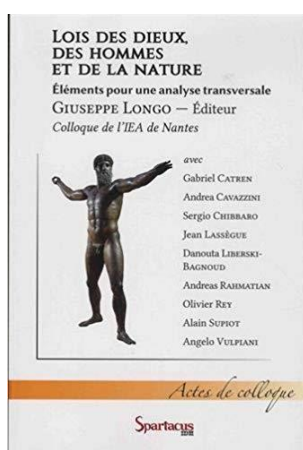 LOIS DES DIEUX,
DES HOMMES
ET DE LA NATURE
Éléments pour une analyse transversale
GIUSEPPE LONGO — Éditeur
Colloque de l'IEA de Nantes
avec
Gabriel CATREN
Andrea CAVAZZINI
Sergio CHIBBARO
Jean LASSÈGUE
Danouta LIBERSKI-
BAGNOUD
Andreas RAHMATIAN
Olivier REY
Alain SUPIOT
Angelo VULPIANI
Actes de colloque
Spartacus